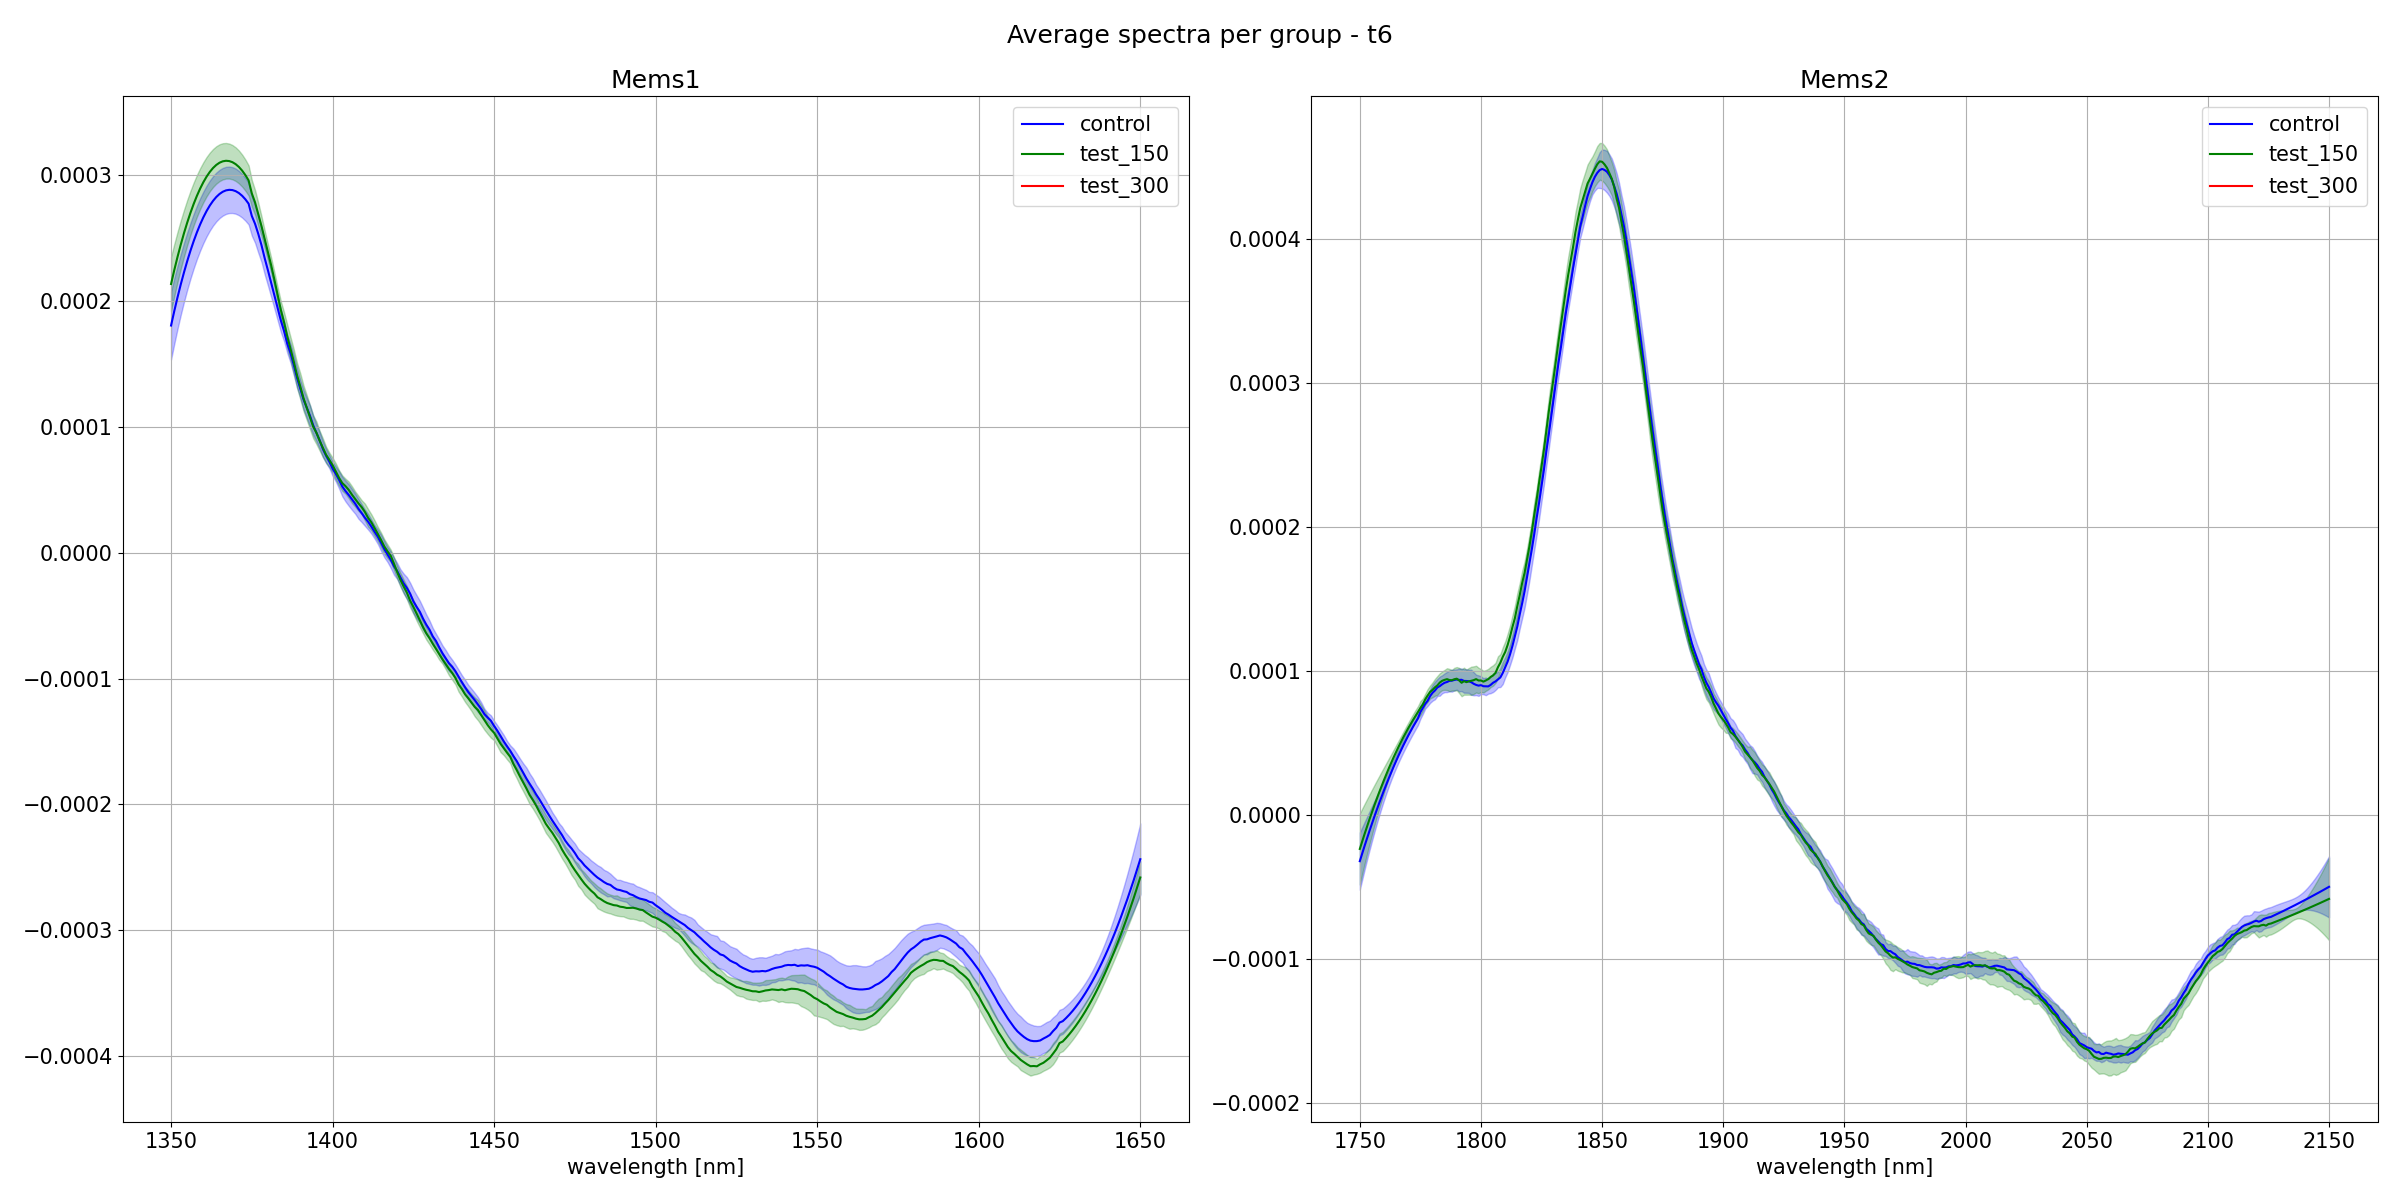 Average spectra per group - t6
Mems1
control
test_150
test_300
0.0003
0.0002
0.0001
0.0000
−0.0001
−0.0002
−0.0003
−0.0004
1350 1400 1450 1500 1550 1600 1650
wavelength [nm]
Mems2
control
test_150
test_300
0.0004
0.0003
0.0002
0.0001
0.0000
−0.0001
−0.0002
1750 1800 1850 1900 1950 2000 2050 2100 2150
wavelength [nm]